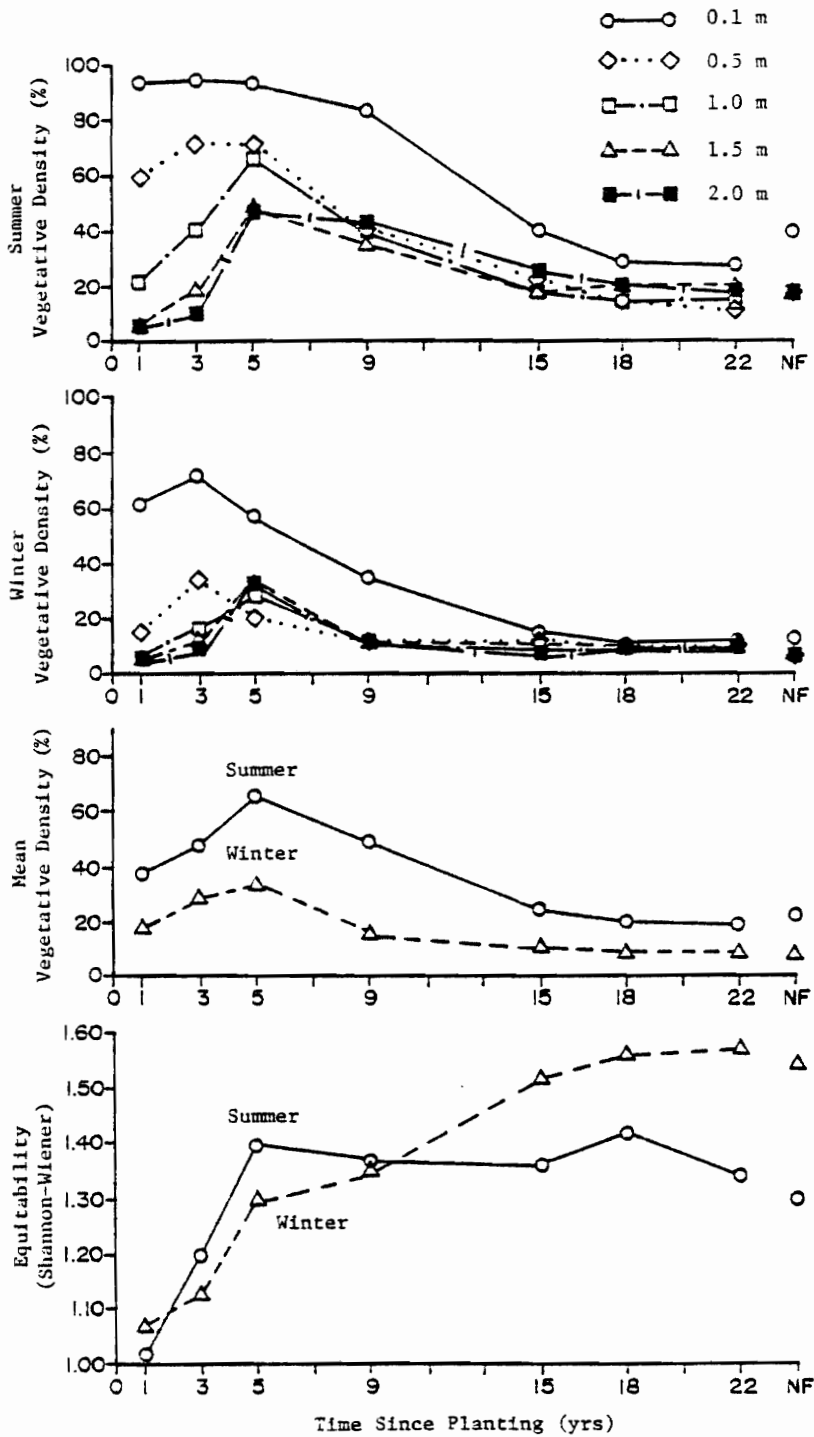 0.1 m
0.5 m
1.0 m
1.5 m
2.0 m
Summer
Vegetative Density (%)
100
80
60
40
20
0
0 1 3 5 9 15 18 22 NF
Winter
Vegetative Density (%)
100
80
60
40
20
0
0 1 3 5 9 15 18 22 NF
Mean
Vegetative Density (%)
80
60
40
20
0
Summer
Winter
0 1 3 5 9 15 18 22 NF
Equitability
(Shannon-Wiener)
1.60
1.50
1.40
1.30
1.20
1.10
1.00
Summer
Winter
0 1 3 5 9 15 18 22 NF
Time Since Planting (yrs)